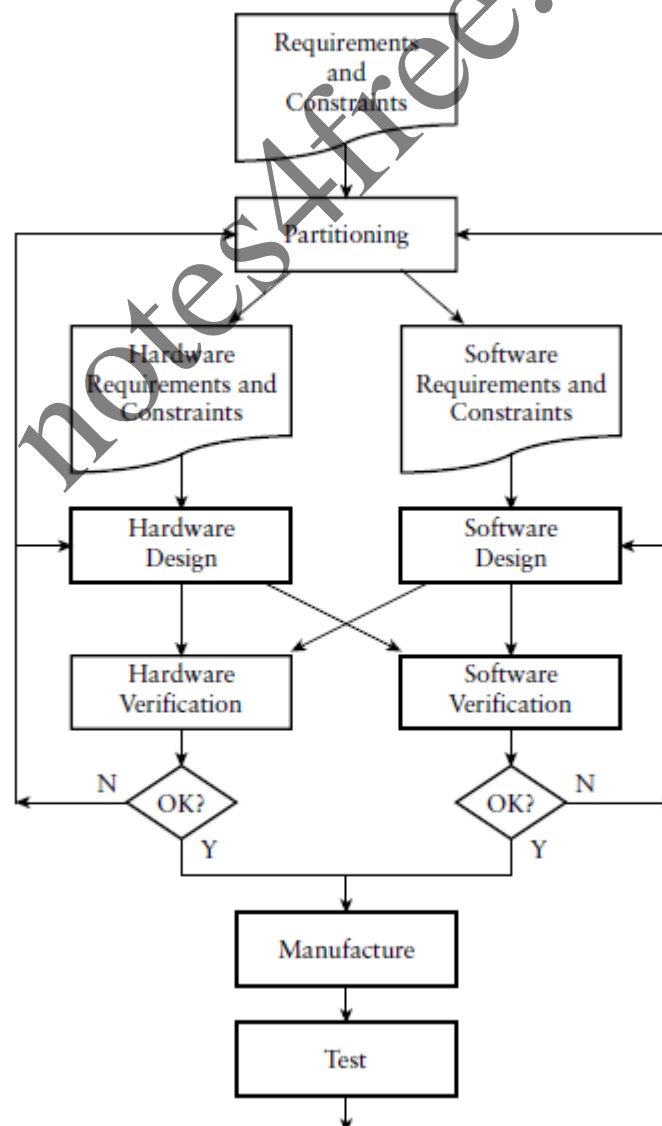 Requirements
and
Constraints
Partitioning
Hardware
Requirements and
Constraints
Software
Requirements and
Constraints
Hardware
Design
Software
Design
Hardware
Verification
Software
Verification
N
OK?
Y
OK?
N
Y
Manufacture
Test
notes4free.